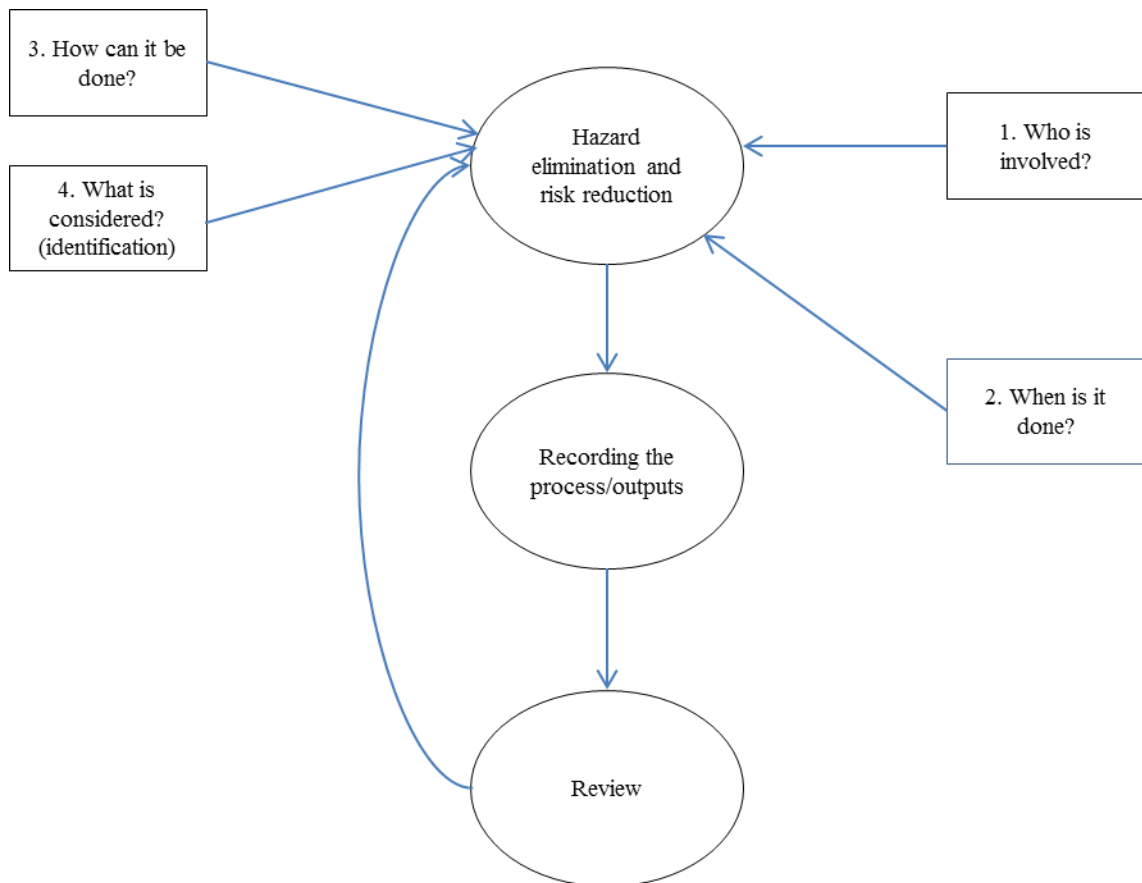 3. How can it be
done?
Hazard
elimination and
risk reduction
1. Who is
involved?
4. What is
considered?
(identification)
2. When is it
done?
Recording the
process/outputs
Review